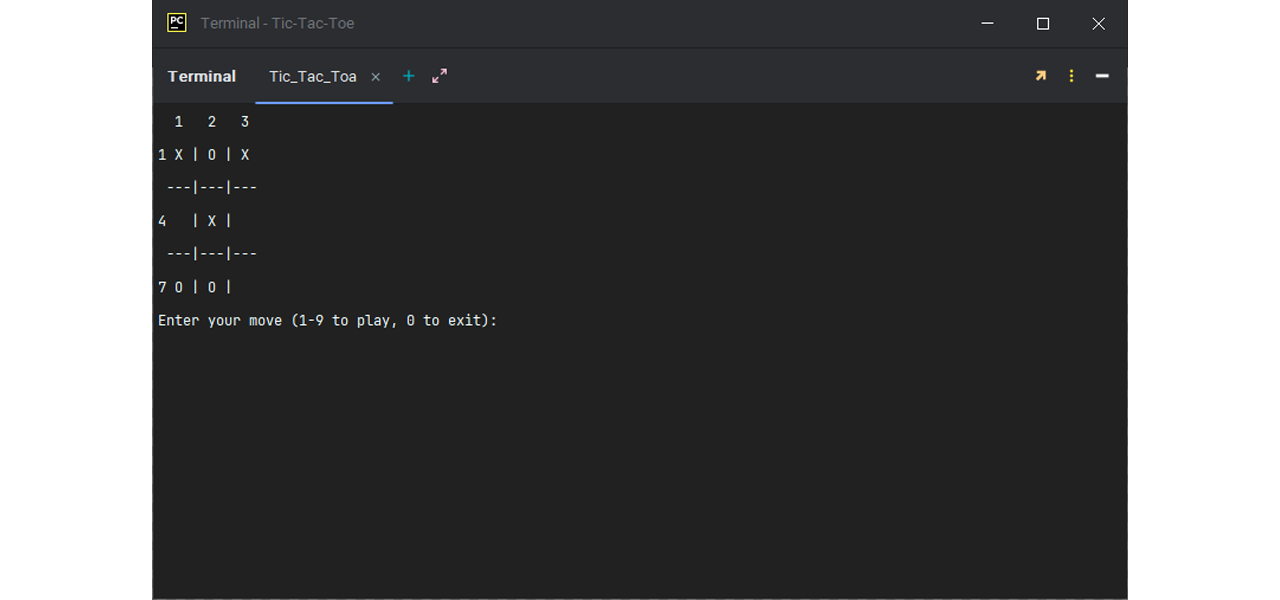 PC Terminal - Tic-Tac-Toe
Terminal Tic_Tac_Toa × +
1 2 3
1 X | O | X
---|---|---
4 | X |
---|---|---
7 O | O |
Enter your move (1-9 to play, 0 to exit):